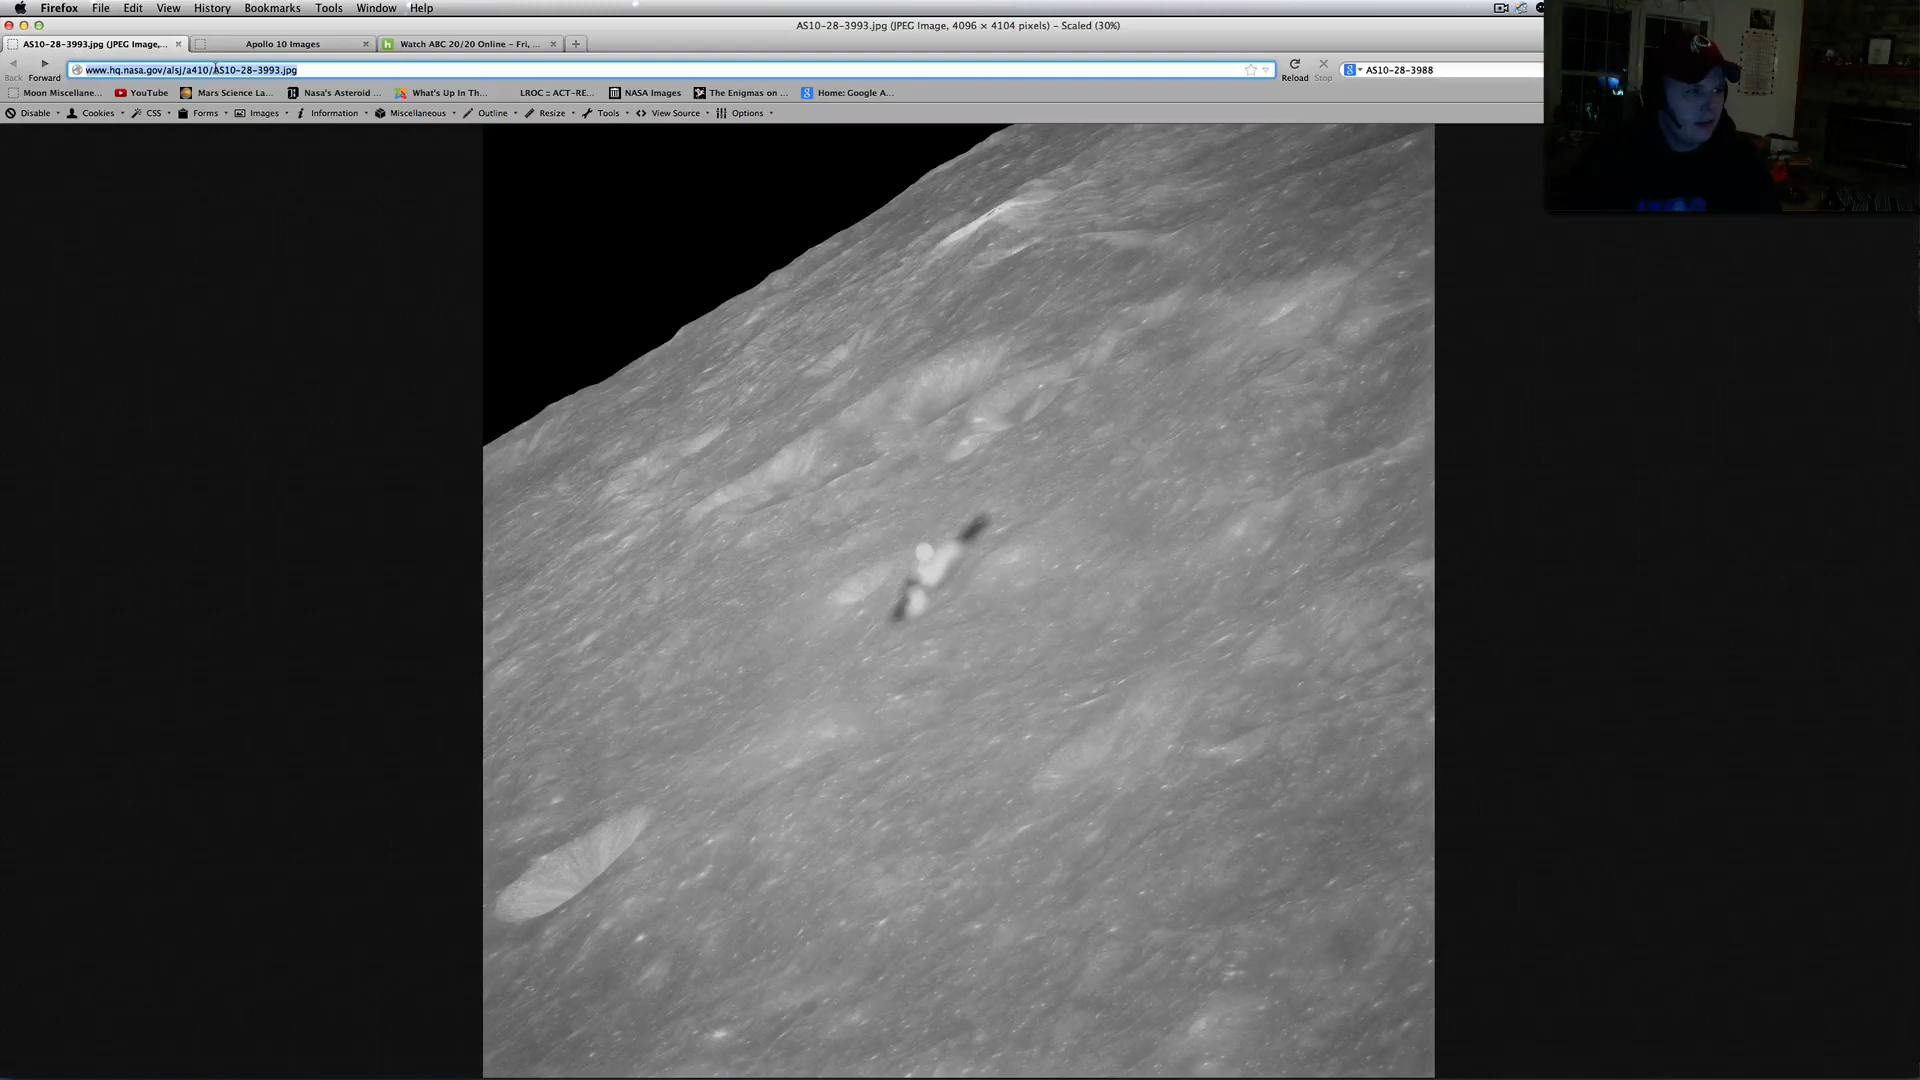 Firefox File Edit View History Bookmarks Tools Window Help
AS10-28-3993.jpg (JPEG Image, 4096 × 4104 pixels) – Scaled (30%)
AS10-28-3993.jpg (JPEG Image,... Apollo 10 Images Watch ABC 20/20 Online – Fri, ...
Back Forward www.hq.nasa.gov/alsj/a410/AS10-28-3993.jpg Reload Stop AS10-28-3988
Moon Miscellane... YouTube Mars Science La... Nasa's Asteroid ... What's Up In Th... LROC :: ACT-RE... NASA Images The Enigmas on ... Home: Google A...
Disable Cookies CSS Forms Images Information Miscellaneous Outline Resize Tools View Source Options